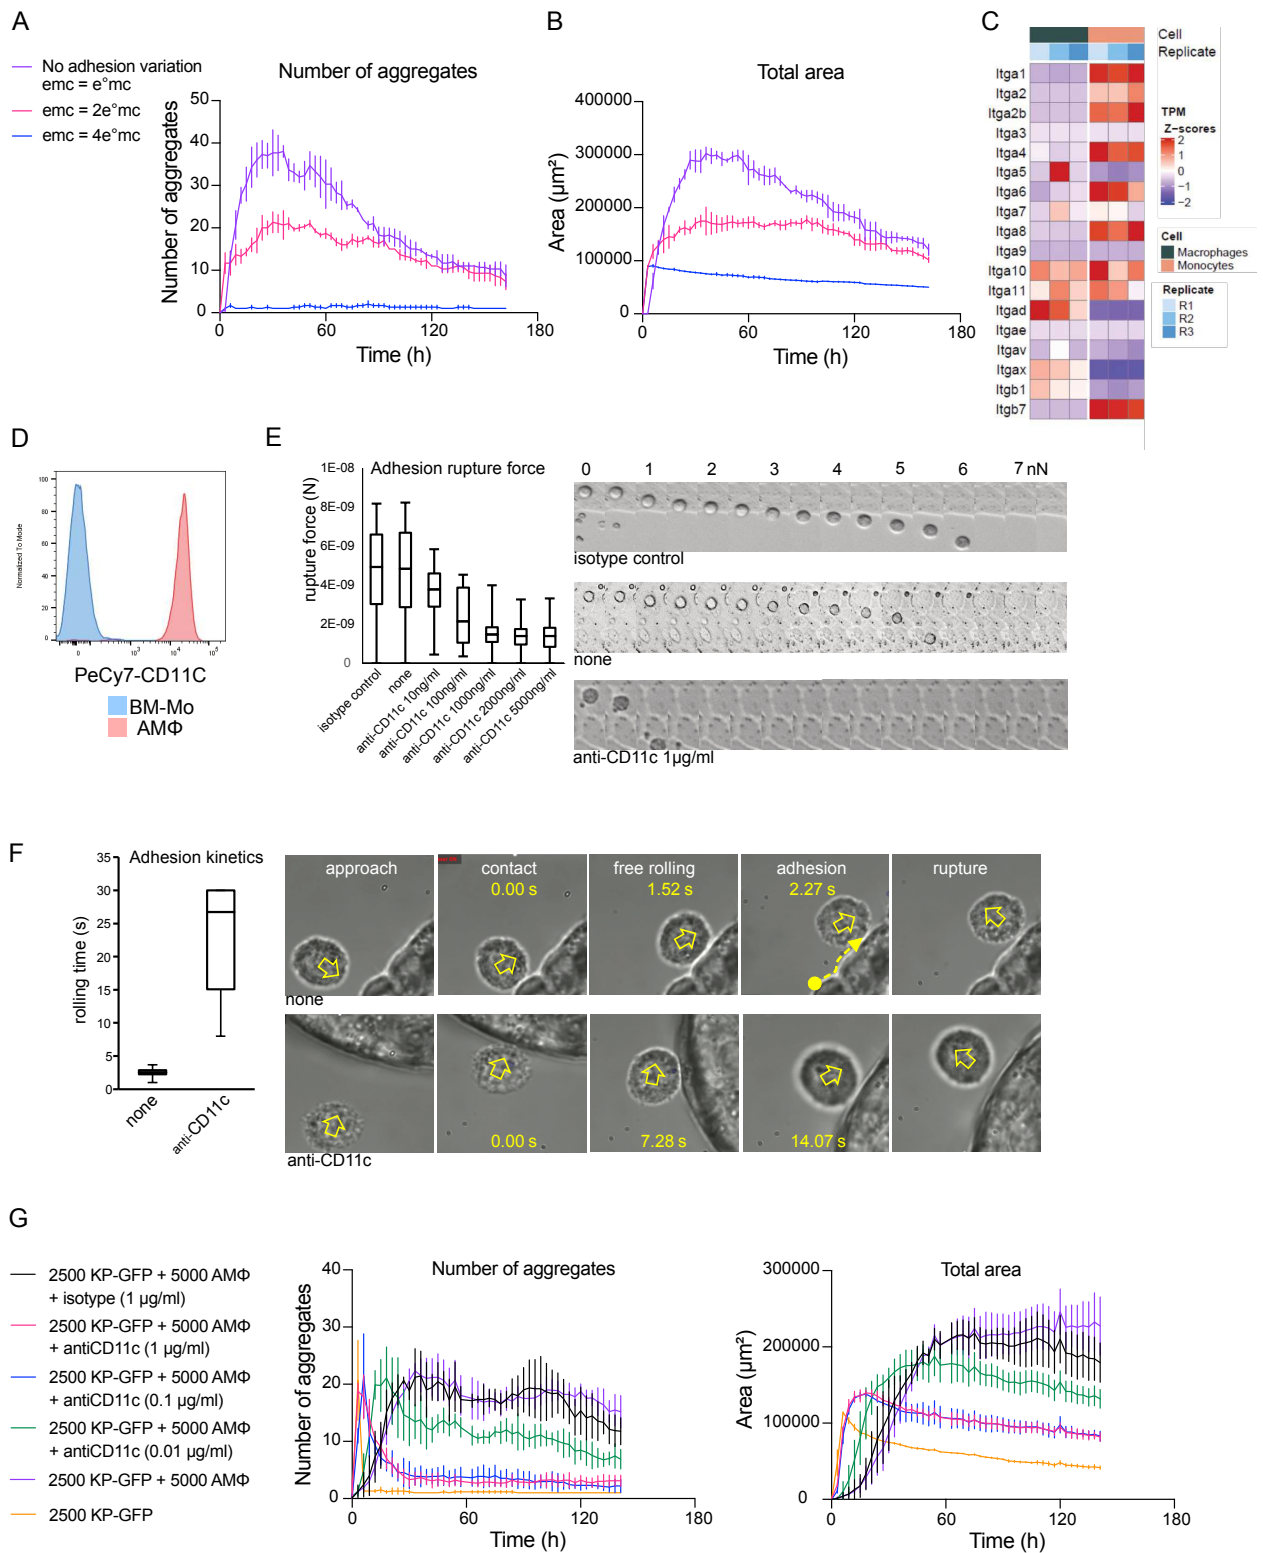 A
No adhesion variation
emc = e°mc
emc = 2e°mc
emc = 4e°mc
Number of aggregates
Number of aggregates
50
40
30
20
10
0
0
60
120
180
Time (h)
B
Total area
Area (µm²)
400000
300000
200000
100000
0
0
60
120
180
Time (h)
C
Cell
Replicate
Itga1
Itga2
Itga2b
Itga3
Itga4
Itga5
Itga6
Itga7
Itga8
Itga9
Itga10
Itga11
Itgad
Itgae
Itgav
Itgax
Itgb1
Itgb7
TPM
Z-scores
2
1
0
−1
−2
Cell
Macrophages
Monocytes
Replicate
R1
R2
R3
D
Normalized To Mode
100
80
60
40
20
0
0
10³
10⁴
10⁵
PeCy7-CD11C
BM-Mo
AMΦ
E
Adhesion rupture force
rupture force (N)
1E-08
8E-09
6E-09
4E-09
2E-09
0
isotype control
none
anti-CD11c 10ng/ml
anti-CD11c 100ng/ml
anti-CD11c 1000ng/ml
anti-CD11c 2000ng/ml
anti-CD11c 5000ng/ml
0 1 2 3 4 5 6 7 nN
isotype control
none
anti-CD11c 1µg/ml
F
Adhesion kinetics
rolling time (s)
35
30
25
20
15
10
5
0
none
anti-CD11c
approach
contact
0.00 s
free rolling
1.52 s
adhesion
2.27 s
rupture
none
0.00 s
7.28 s
14.07 s
anti-CD11c
G
2500 KP-GFP + 5000 AMΦ
+ isotype (1 µg/ml)
2500 KP-GFP + 5000 AMΦ
+ antiCD11c (1 µg/ml)
2500 KP-GFP + 5000 AMΦ
+ antiCD11c (0.1 µg/ml)
2500 KP-GFP + 5000 AMΦ
+ antiCD11c (0.01 µg/ml)
2500 KP-GFP + 5000 AMΦ
2500 KP-GFP
Number of aggregates
Number of aggregates
40
30
20
10
0
0
60
120
180
Time (h)
Total area
Area (µm²)
300000
200000
100000
0
0
60
120
180
Time (h)